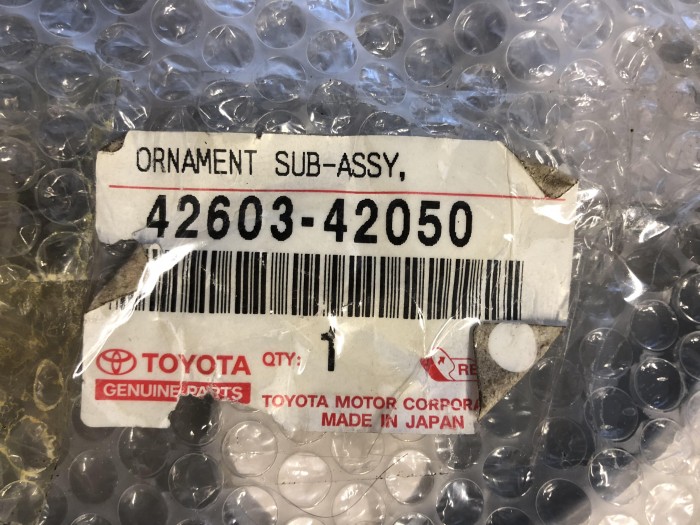 ORNAMENT SUB-ASSY,
42603-42050
TOYOTA QTY: 1
GENUINE PARTS
TOYOTA MOTOR CORPORA
MADE IN JAPAN